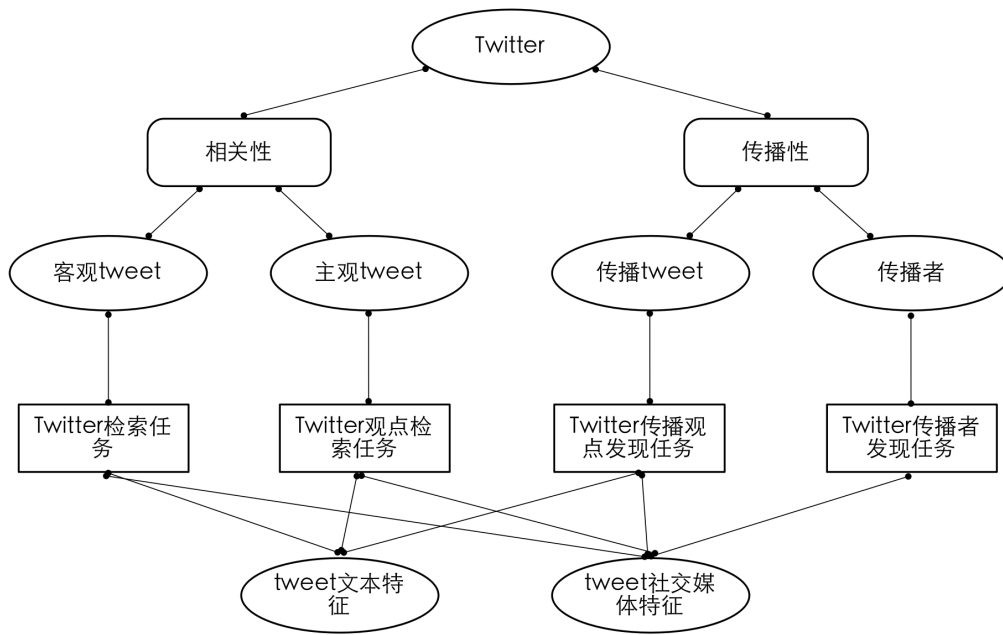 Twitter
相关性
传播性
客观tweet
主观tweet
传播tweet
传播者
Twitter检索任
务
Twitter观点检
索任务
Twitter传播观
点发现任务
Twitter传播者
发现任务
tweet文本特
征
tweet社交媒
体特征